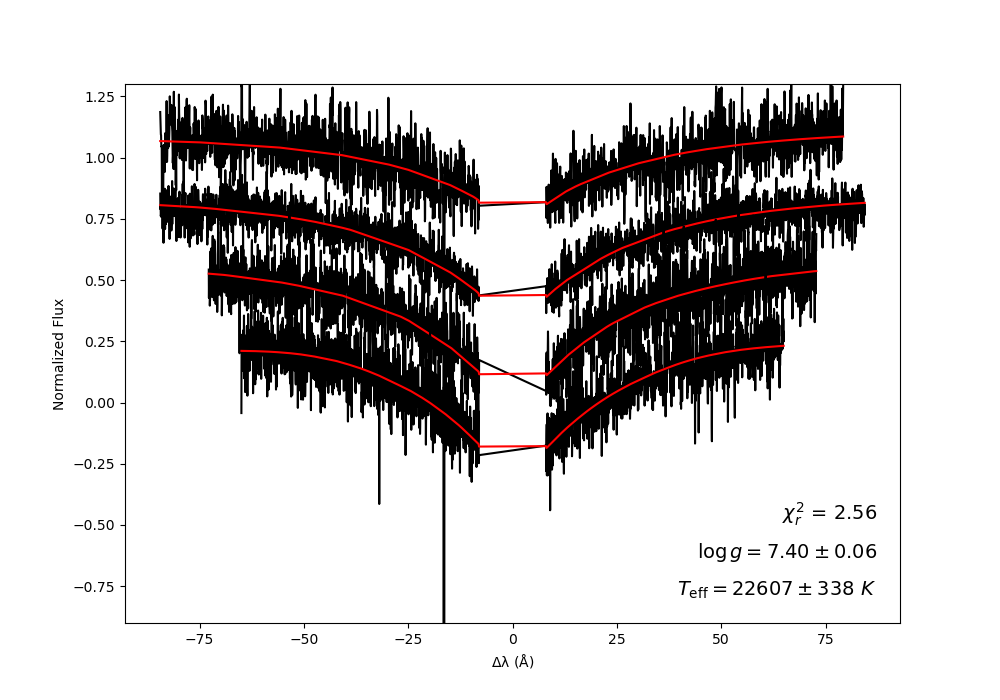 1.25
1.00
0.75
0.50
0.25
0.00
−0.25
−0.50
−0.75
Normalized Flux
χ²ᵣ = 2.56
log g = 7.40 ± 0.06
T_eff = 22607 ± 338 K
−75 −50 −25 0 25 50 75
Δλ (Å)